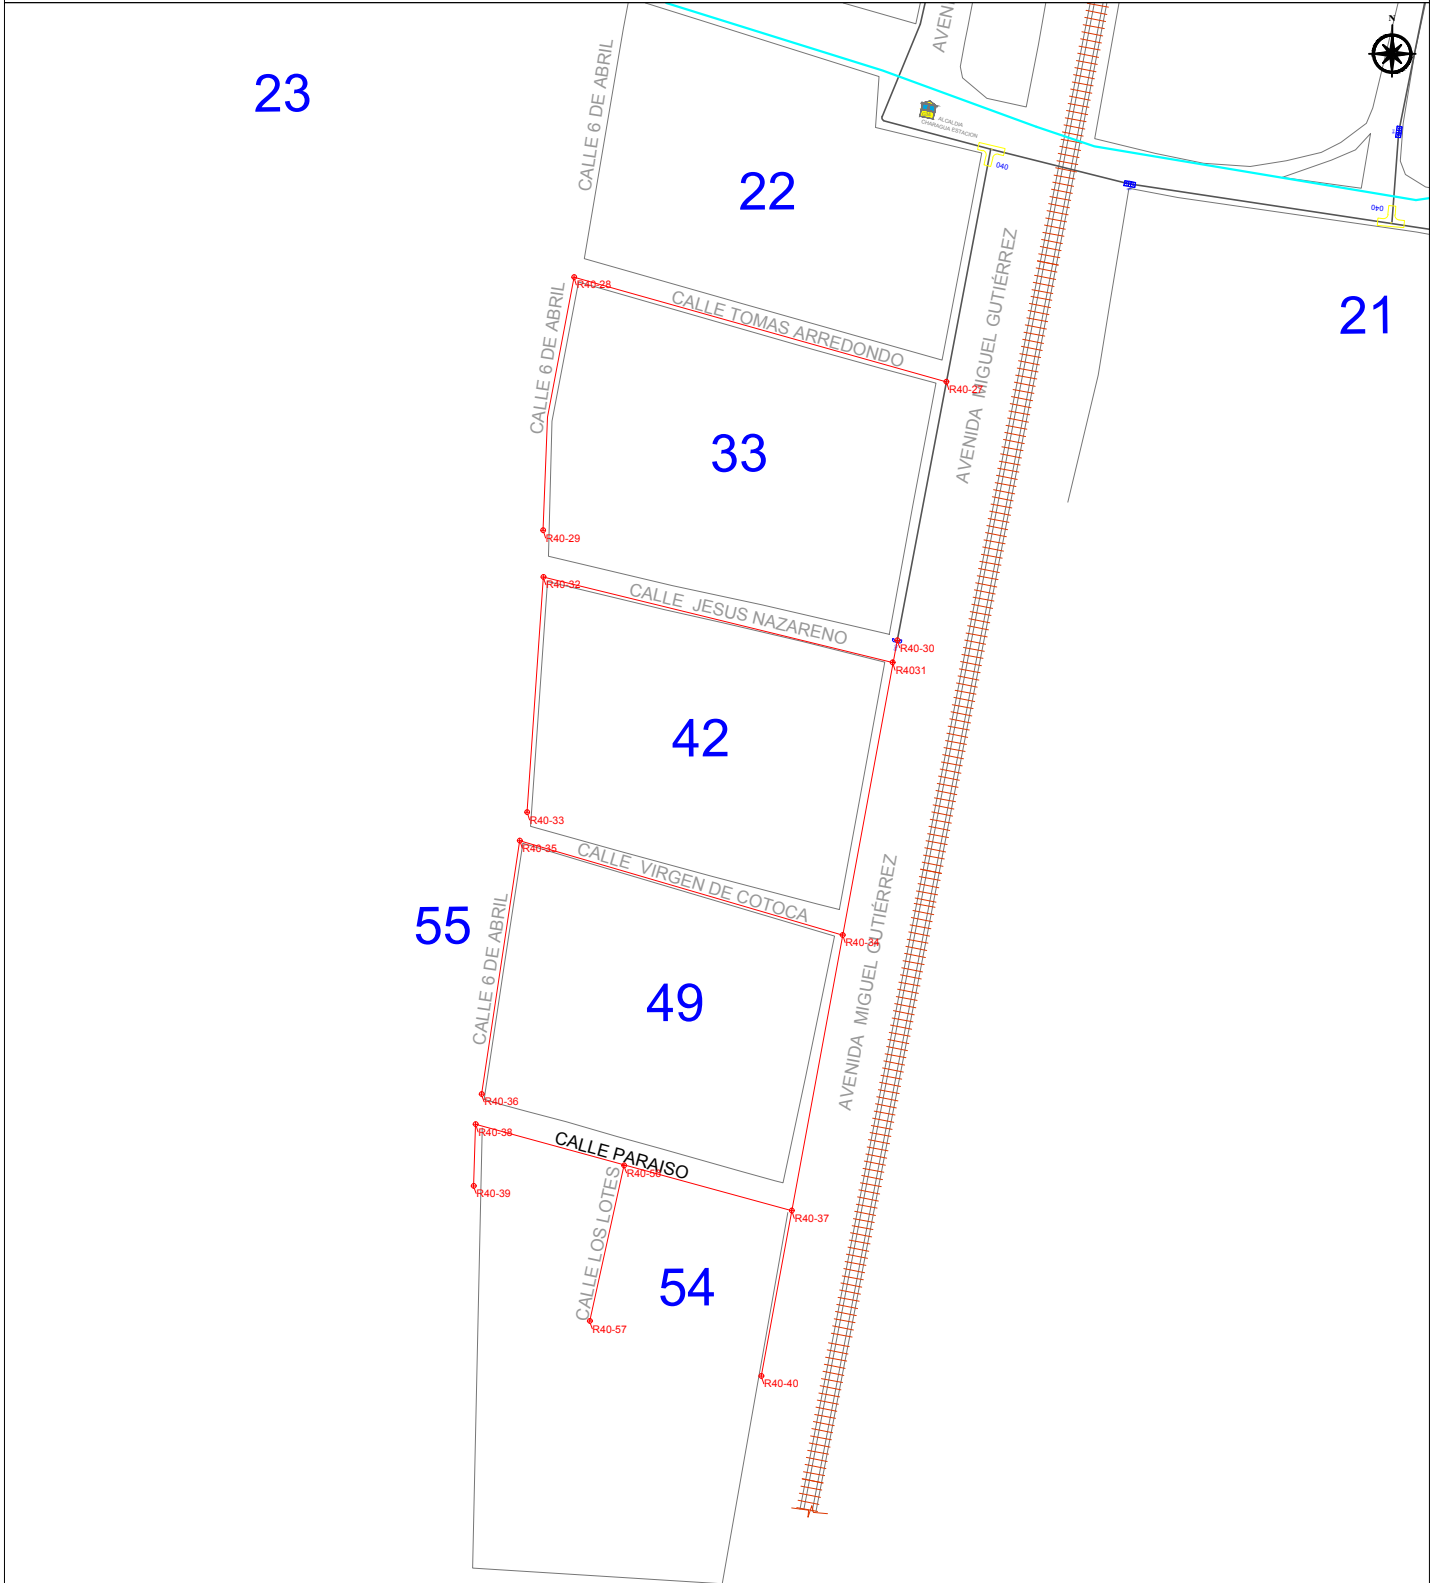 N
AVEN
CALLE 6 DE ABRIL
23
ALCALDIA
CHARAGUA ESTACION
040
22
040
CALLE 6 DE ABRIL
R40-28
CALLE TOMAS ARREDONDO
AVENIDA MIGUEL GUTIÉRREZ
21
R40-27
33
R40-29
R40-32
CALLE JESUS NAZARENO
R40-30
R4031
42
R40-33
R40-35
CALLE VIRGEN DE COTOCA
55
R40-34
CALLE 6 DE ABRIL
AVENIDA MIGUEL GUTIÉRREZ
49
R40-36
R40-38
CALLE PARAISO
R40-39
R40-37
CALLE LOS LOTES
54
R40-57
R40-40